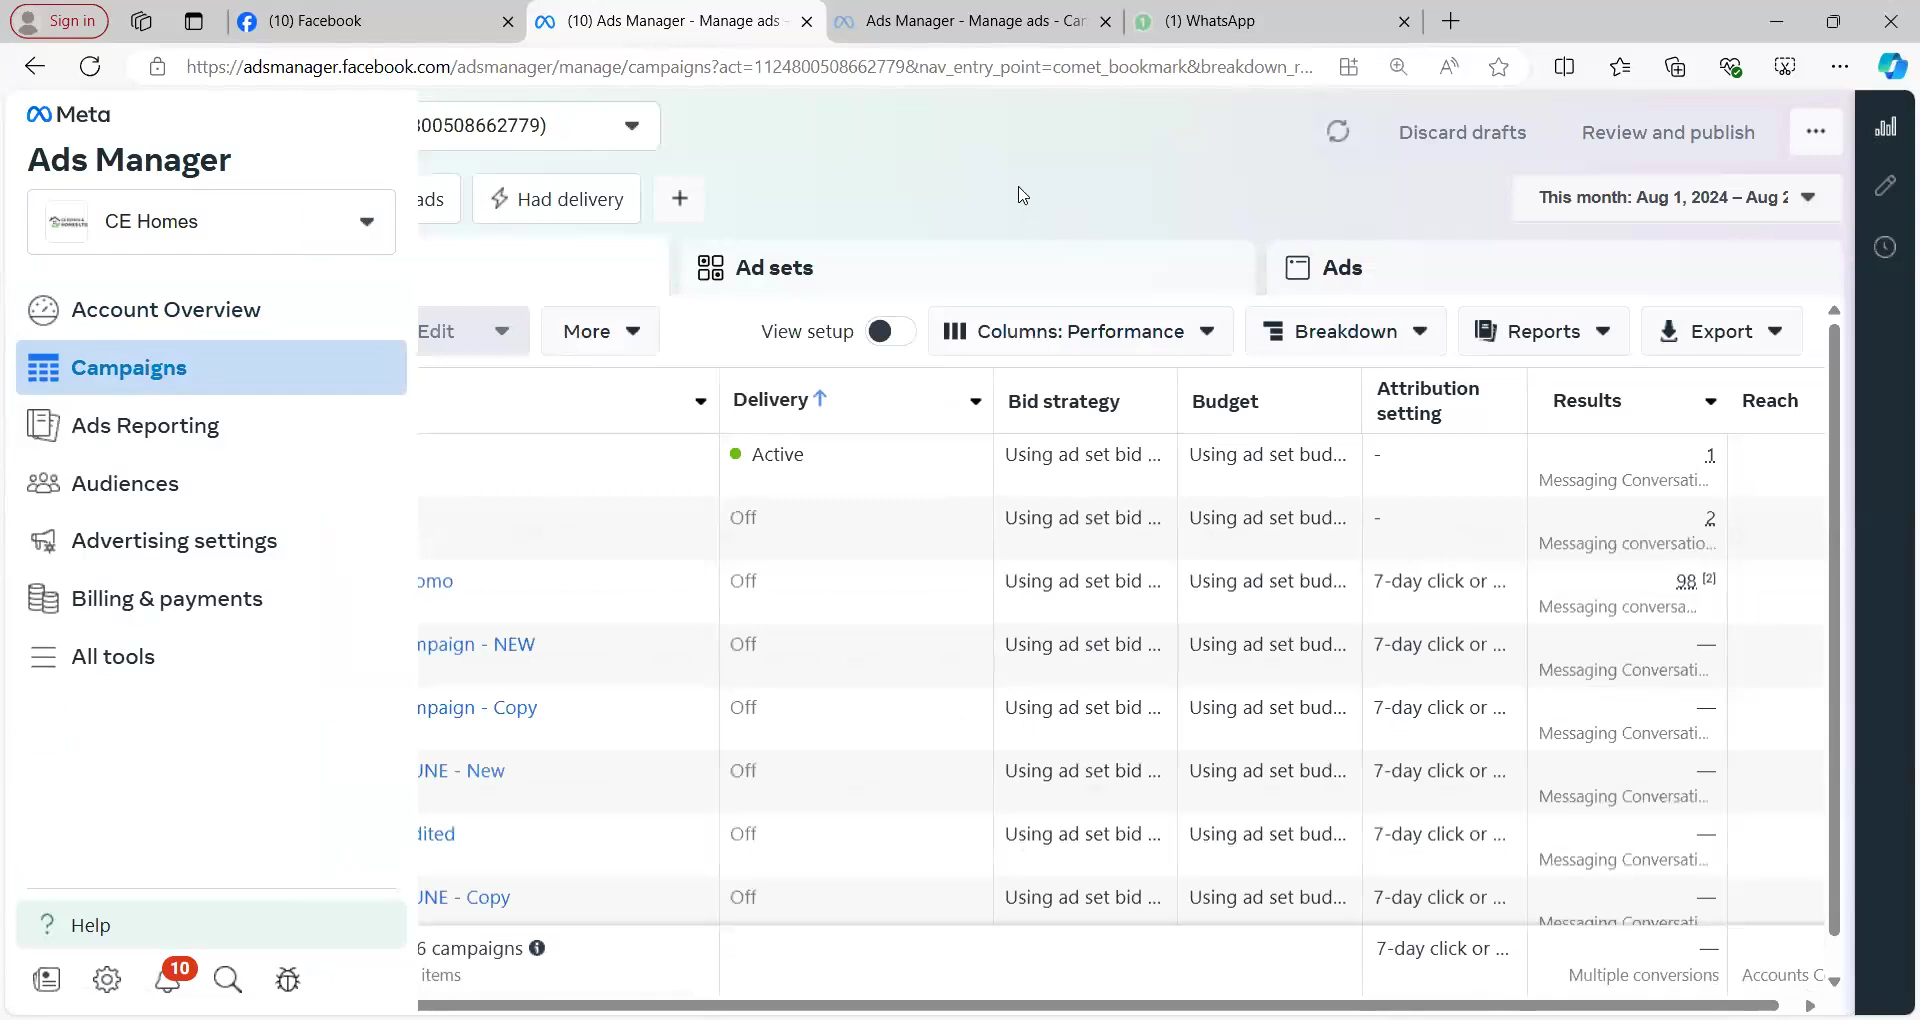 Sign in
(10) Facebook
(10) Ads Manager - Manage ads -
Ads Manager - Manage ads - Car
1
(1) WhatsApp
https://adsmanager.facebook.com/adsmanager/manage/campaigns?act=1124800508662779&nav_entry_point=comet_bookmark&breakdown_r...
Meta
Ads Manager
CE Homes
Account Overview
Campaigns
Ads Reporting
Audiences
Advertising settings
Billing & payments
All tools
Help
10
300508662779)
Discard drafts
Review and publish
ads
Had delivery
This month: Aug 1, 2024 – Aug 2
Ad sets
Ads
Edit
More
View setup
Columns: Performance
Breakdown
Reports
Export
Delivery
Bid strategy
Budget
Attribution
setting
Results
Reach
Active
Using ad set bid ...
Using ad set bud...
-
1
Messaging Conversati...
Off
Using ad set bid ...
Using ad set bud...
-
2
Messaging conversatio...
omo
Off
Using ad set bid ...
Using ad set bud...
7-day click or ...
98 [2]
Messaging conversa...
mpaign - NEW
Off
Using ad set bid ...
Using ad set bud...
7-day click or ...
—
Messaging Conversati...
mpaign - Copy
Off
Using ad set bid ...
Using ad set bud...
7-day click or ...
—
Messaging Conversati...
UNE - New
Off
Using ad set bid ...
Using ad set bud...
7-day click or ...
—
Messaging Conversati...
dited
Off
Using ad set bid ...
Using ad set bud...
7-day click or ...
—
Messaging Conversati...
UNE - Copy
Off
Using ad set bid ...
Using ad set bud...
7-day click or ...
—
Messaging Conversati...
6 campaigns
items
7-day click or ...
—
Multiple conversions
Accounts C